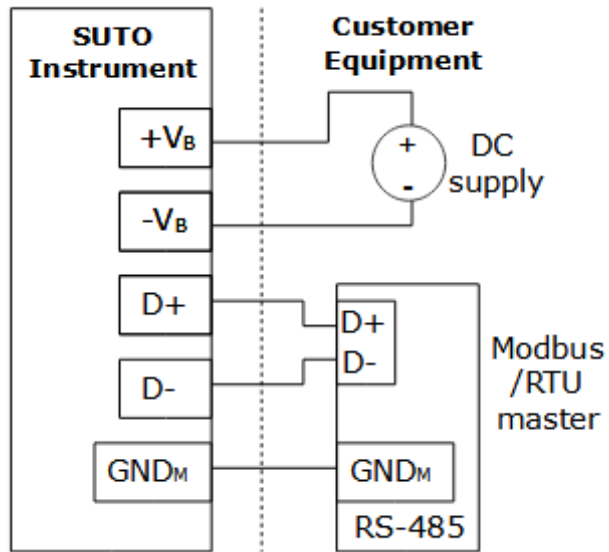 SUTO
Instrument
Customer
Equipment
+VB
-VB
D+
D-
GNDM
+
-
DC
supply
D+
D-
GNDM
RS-485
Modbus
/RTU
master